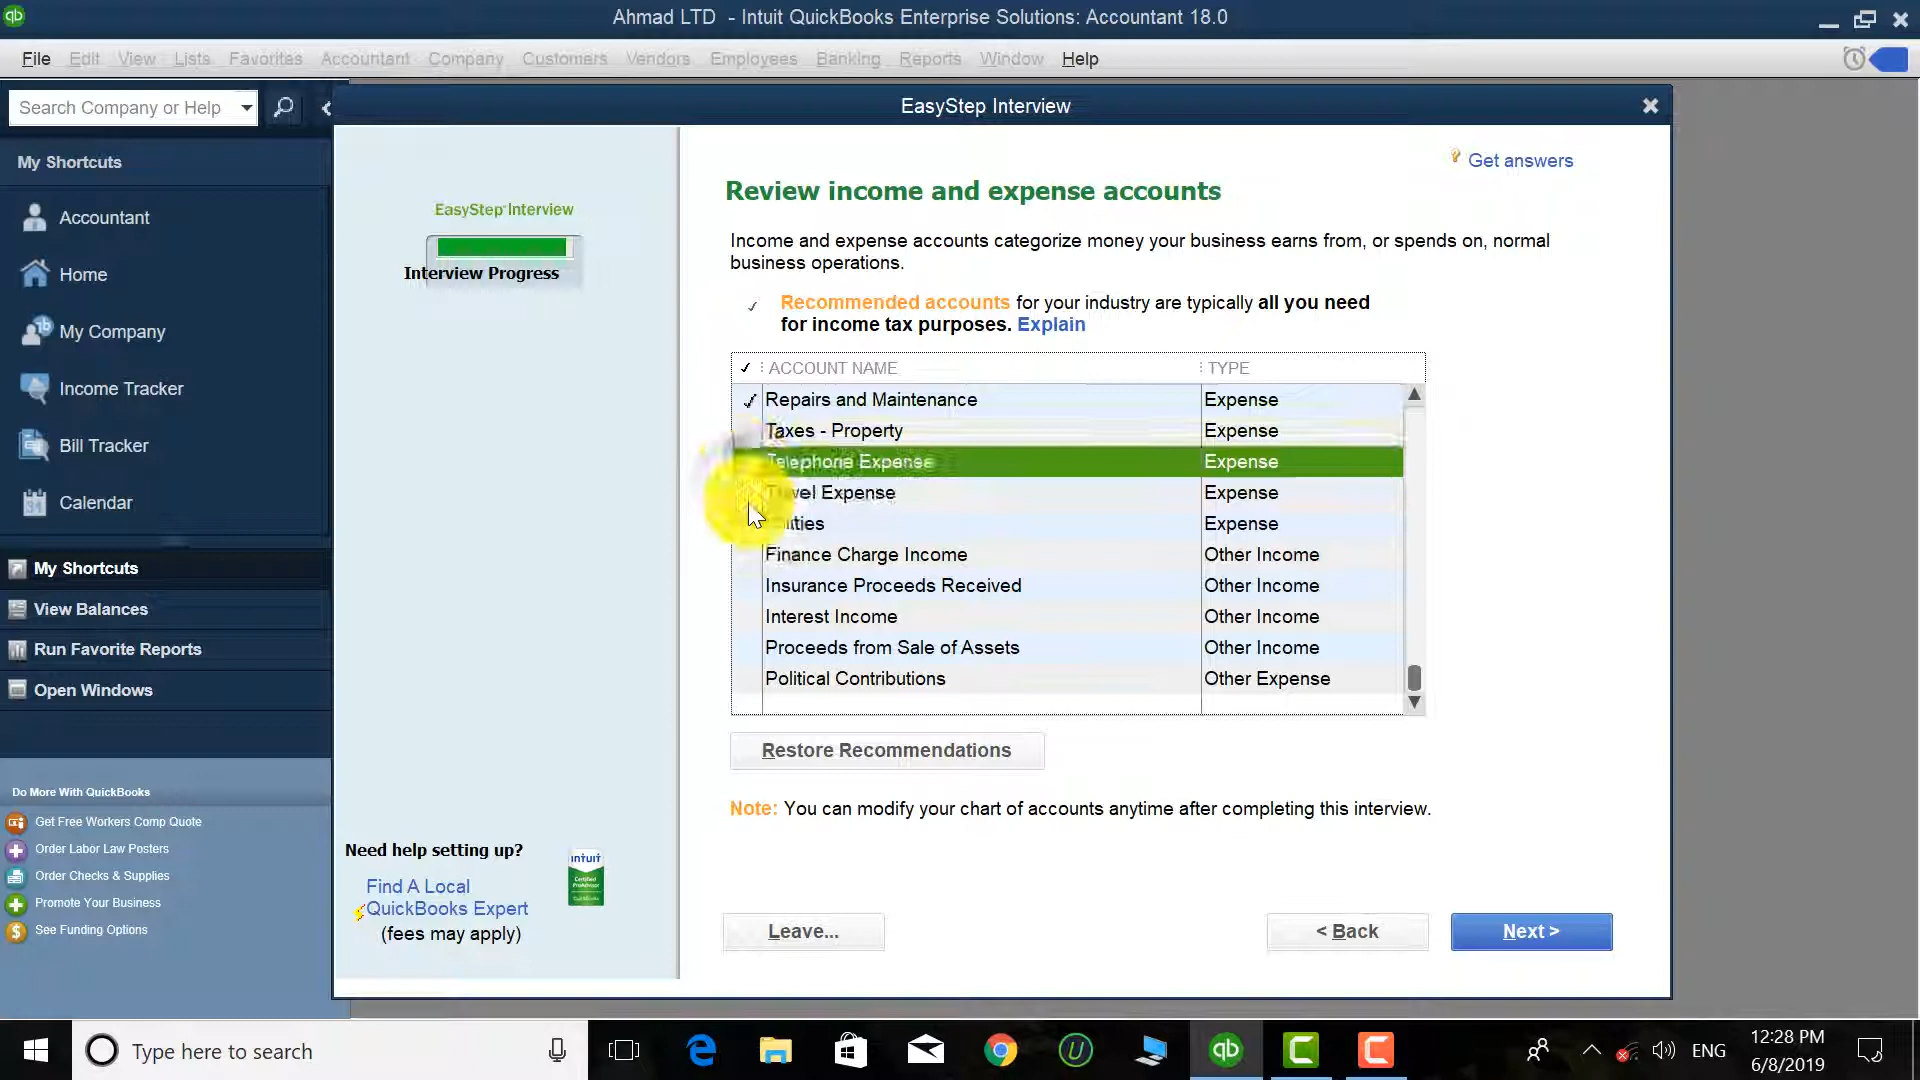 Ahmad LTD - Intuit QuickBooks Enterprise Solutions: Accountant 18.0
File Edit View Lists Favorites Accountant Company Customers Vendors Employees Banking Reports Window Help
Search Company or Help
My Shortcuts
Accountant
Home
My Company
Income Tracker
Bill Tracker
Calendar
My Shortcuts
View Balances
Run Favorite Reports
Open Windows
Do More With QuickBooks
Get Free Workers Comp Quote
Order Labor Law Posters
Order Checks & Supplies
Promote Your Business
See Funding Options
EasyStep Interview
EasyStep Interview
Interview Progress
Need help setting up?
Find A Local
QuickBooks Expert
(fees may apply)
intuit
Certified
ProAdvisor
Get answers
Review income and expense accounts
Income and expense accounts categorize money your business earns from, or spends on, normal
business operations.
Recommended accounts for your industry are typically all you need
for income tax purposes. Explain
ACCOUNT NAME TYPE
Repairs and Maintenance Expense
Taxes - Property Expense
Telephone Expense Expense
Expense Expense
Expense
Finance Charge Income Other Income
Insurance Proceeds Received Other Income
Interest Income Other Income
Proceeds from Sale of Assets Other Income
Political Contributions Other Expense
Restore Recommendations
Note: You can modify your chart of accounts anytime after completing this interview.
Leave...
< Back
Next >
Type here to search
ENG
12:28 PM
6/8/2019